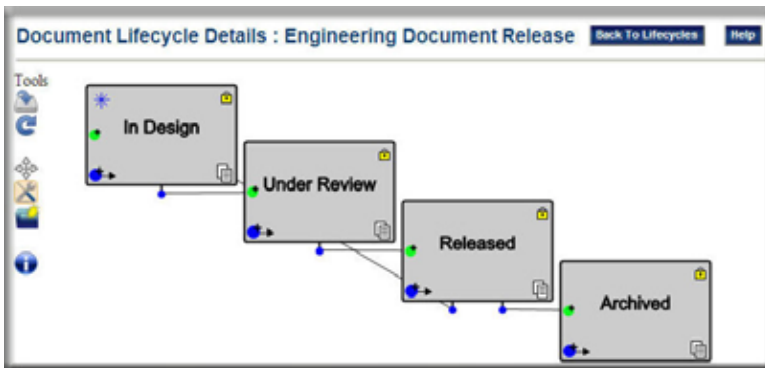 Document Lifecycle Details : Engineering Document Release
Back To Lifecycles
Help
Tools
In Design
Under Review
Released
Archived